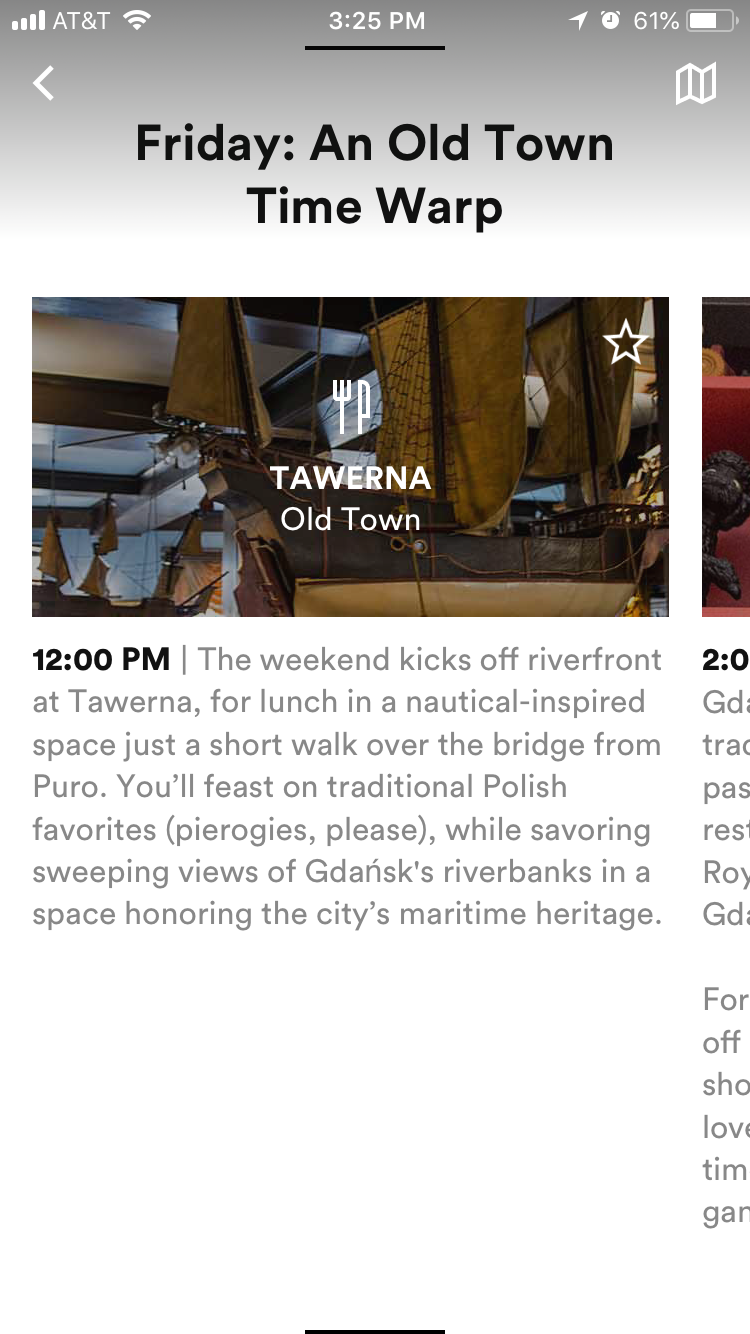 AT&T 3:25 PM 61%
Friday: An Old Town
Time Warp
TAWERNA
Old Town
12:00 PM | The weekend kicks off riverfront
at Tawerna, for lunch in a nautical-inspired
space just a short walk over the bridge from
Puro. You’ll feast on traditional Polish
favorites (pierogies, please), while savoring
sweeping views of Gdańsk's riverbanks in a
space honoring the city’s maritime heritage.
2:0
Gda
trad
pas
rest
Roy
Gda
For
off
sho
love
tim
gan